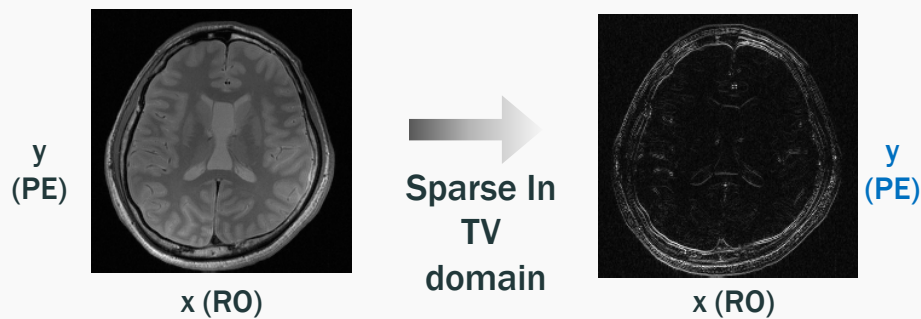 y
(PE)
x (RO)
Sparse In
TV
domain
y
(PE)
x (RO)